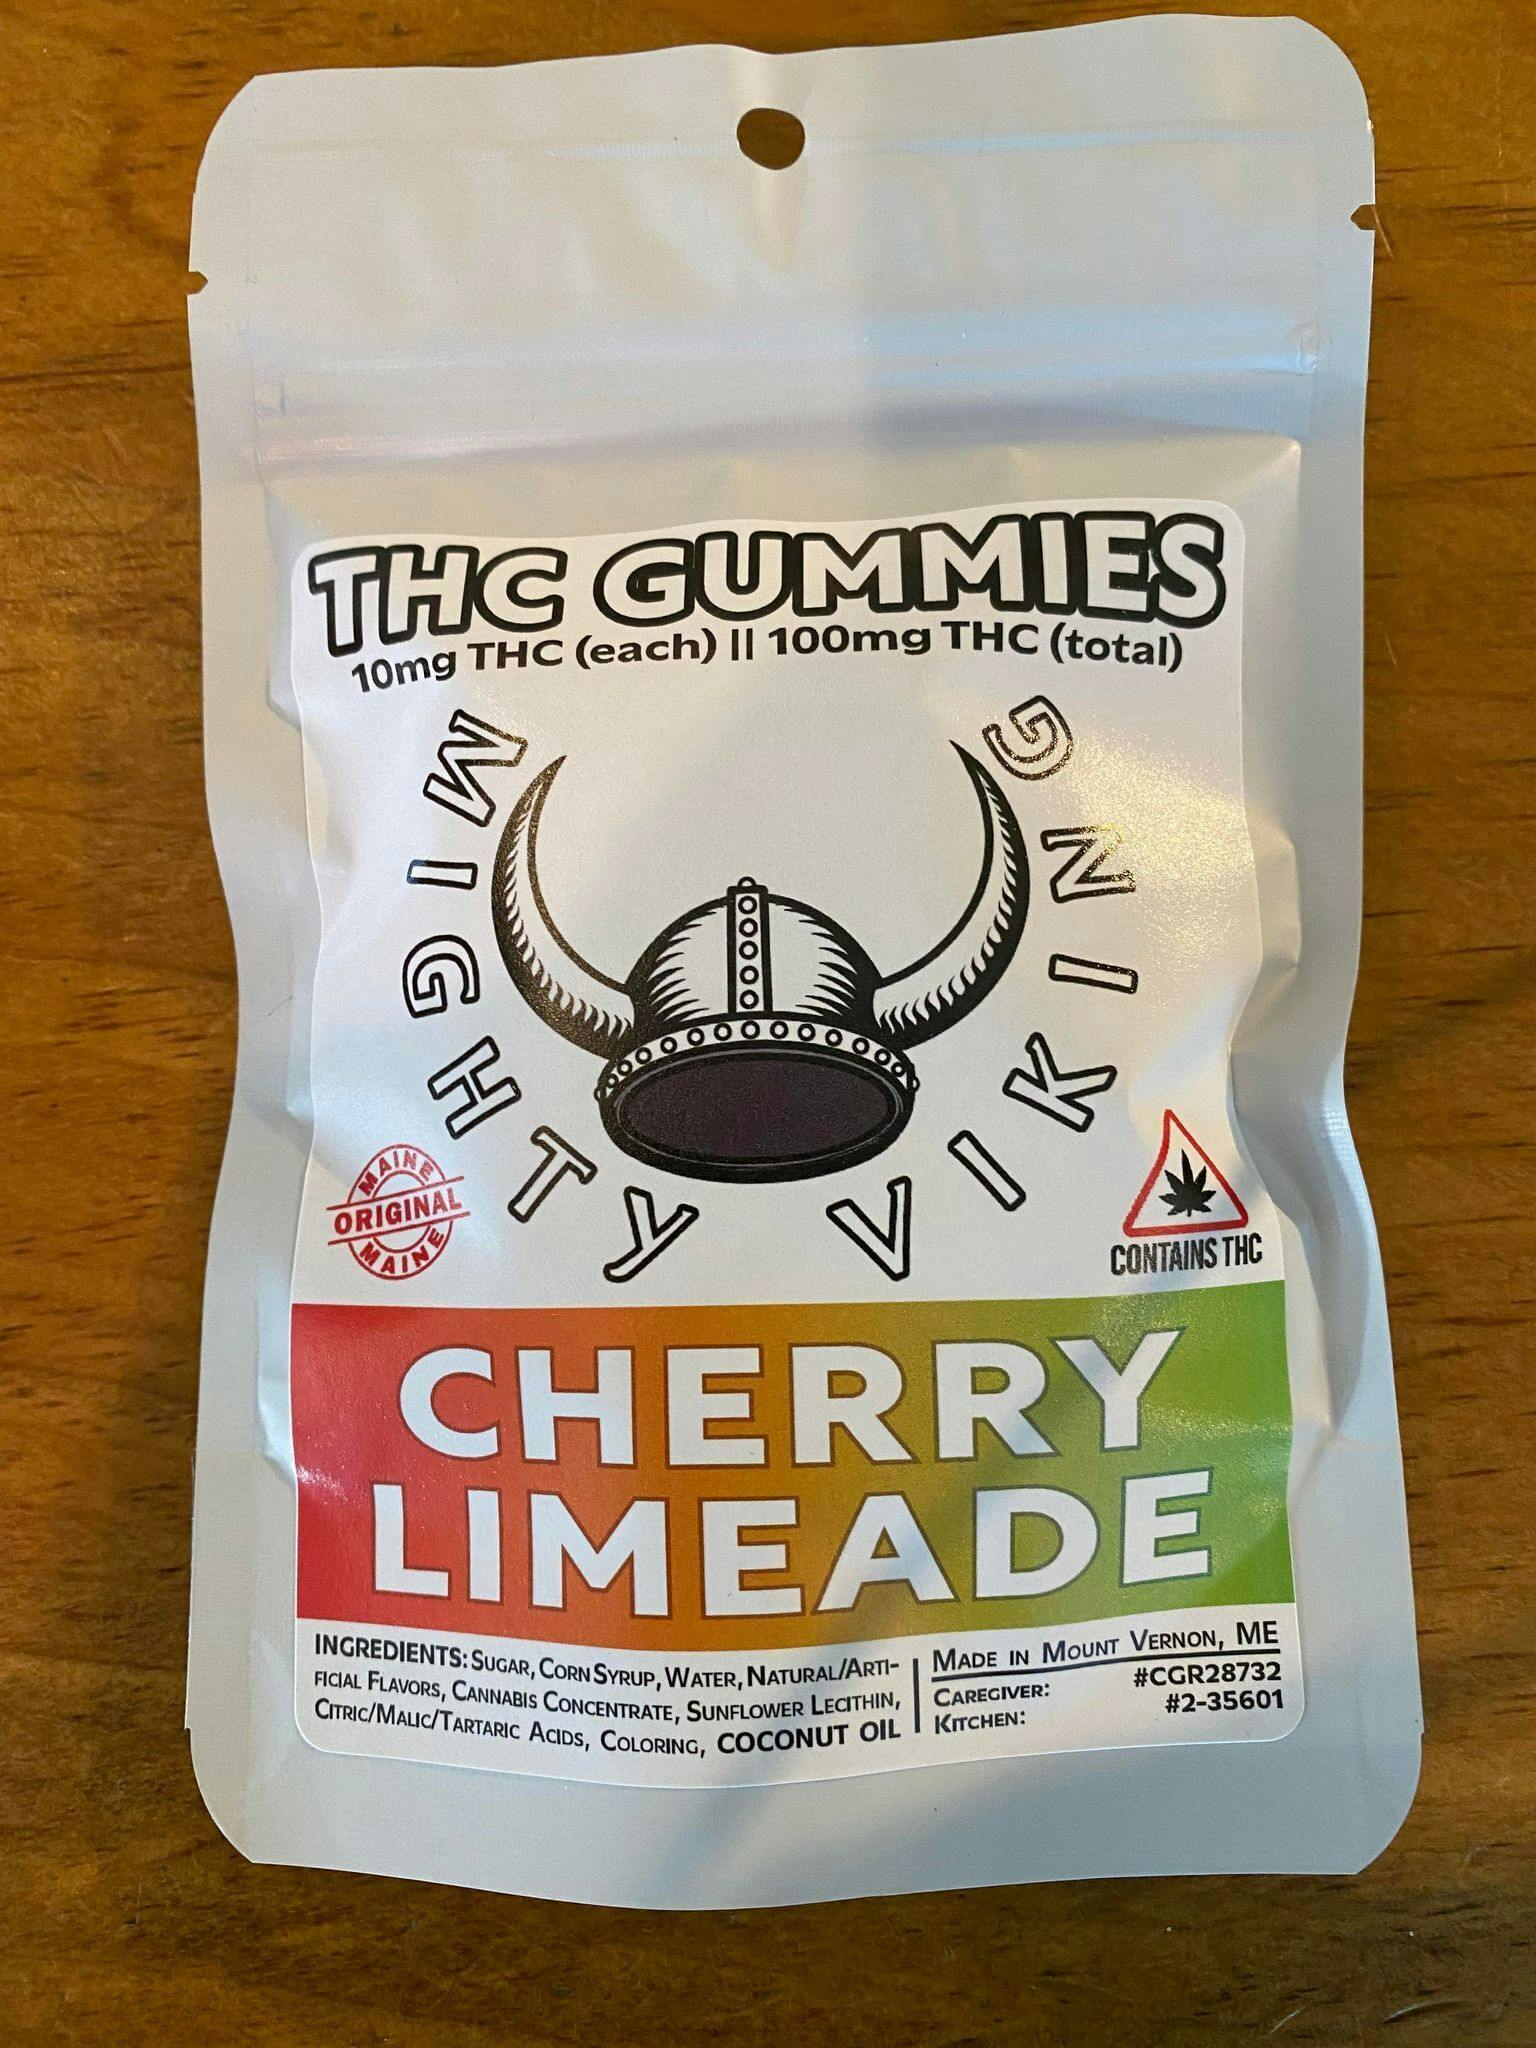 THC GUMMIES
10mg THC (each) || 100mg THC (total)
MIGHTY VIKING
MAINE
ORIGINAL
MAINE
CONTAINS THC
CHERRY
LIMEADE
INGREDIENTS: SUGAR, CORN SYRUP, WATER, NATURAL/ARTI-
FICIAL FLAVORS, CANNABIS CONCENTRATE, SUNFLOWER LECITHIN,
CITRIC/MALIC/TARTARIC ACIDS, COLORING, COCONUT OIL
MADE IN MOUNT VERNON, ME
CAREGIVER: #CGR28732
KITCHEN: #2-35601